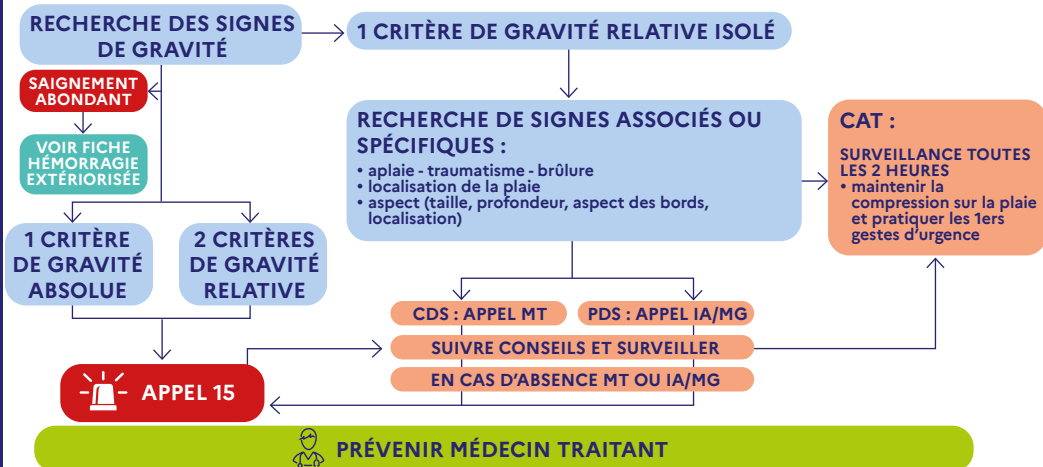 RECHERCHE DES SIGNES
DE GRAVITÉ
1 CRITÈRE DE GRAVITÉ RELATIVE ISOLÉ
SAIGNEMENT
ABONDANT
VOIR FICHE
HÉMORRAGIE
EXTÉRIORISÉE
RECHERCHE DE SIGNES ASSOCIÉS OU
SPÉCIFIQUES :
• aplaie - traumatisme - brûlure
• localisation de la plaie
• aspect (taille, profondeur, aspect des bords,
localisation)
CAT :
SURVEILLANCE TOUTES
LES 2 HEURES
• maintenir la
compression sur la plaie
et pratiquer les 1ers
gestes d'urgence
1 CRITÈRE
DE GRAVITÉ
ABSOLUE
2 CRITÈRES
DE GRAVITÉ
RELATIVE
CDS : APPEL MT
PDS : APPEL IA/MG
SUIVRE CONSEILS ET SURVEILLER
EN CAS D'ABSENCE MT OU IA/MG
APPEL 15
PRÉVENIR MÉDECIN TRAITANT